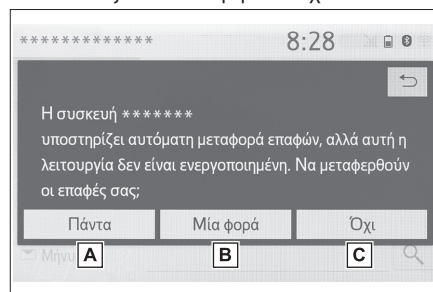 ************* 8:28
Η συσκευή *******
υποστηρίζει αυτόματη μεταφορά επαφών, αλλά αυτή η
λειτουργία δεν είναι ενεργοποιημένη. Να μεταφερθούν
οι επαφές σας;
Πάντα Μία φορά Όχι
A B C